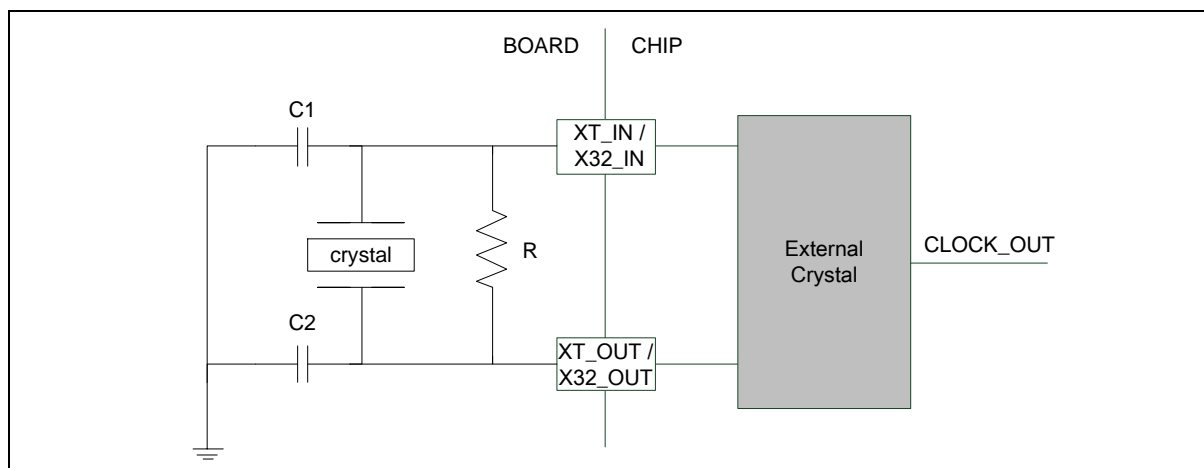 BOARD
CHIP
C1
XT_IN /
X32_IN
crystal
R
External
Crystal
CLOCK_OUT
C2
XT_OUT /
X32_OUT